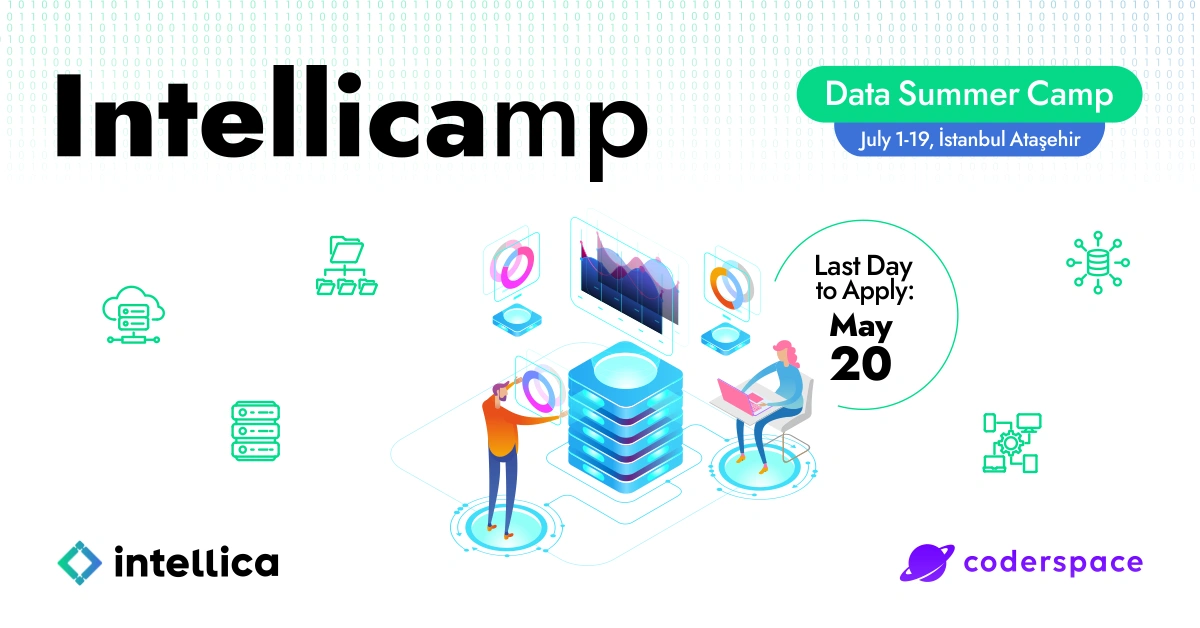 Intellicamp
Data Summer Camp
July 1-19, İstanbul Ataşehir
Last Day
to Apply:
May
20
intellica
coderspace